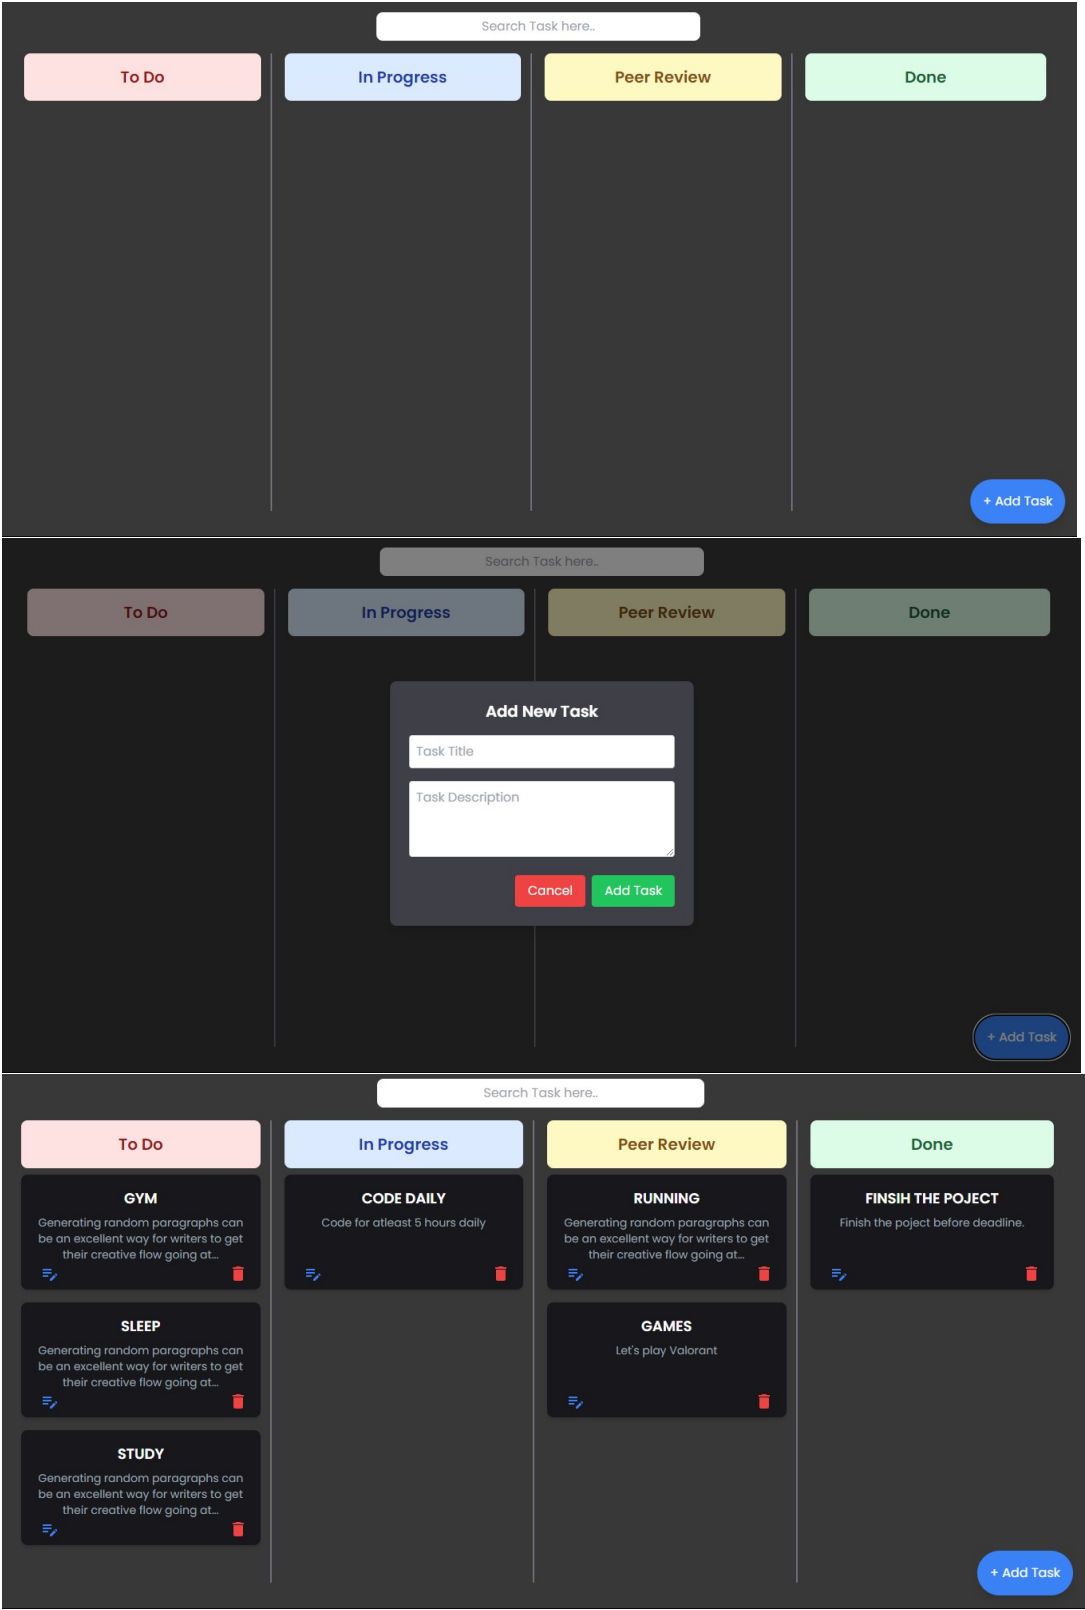 Search Task here..
To Do
In Progress
Peer Review
Done
+ Add Task
Search Task here..
To Do
In Progress
Peer Review
Done
Add New Task
Task Title
Task Description
Cancel
Add Task
+ Add Task
Search Task here..
To Do
In Progress
Peer Review
Done
GYM
Generating random paragraphs can
be an excellent way for writers to get
their creative flow going at...
SLEEP
Generating random paragraphs can
be an excellent way for writers to get
their creative flow going at...
STUDY
Generating random paragraphs can
be an excellent way for writers to get
their creative flow going at...
CODE DAILY
Code for atleast 5 hours daily
RUNNING
Generating random paragraphs can
be an excellent way for writers to get
their creative flow going at...
GAMES
Let's play Valorant
FINSIH THE POJECT
Finish the poject before deadline.
+ Add Task